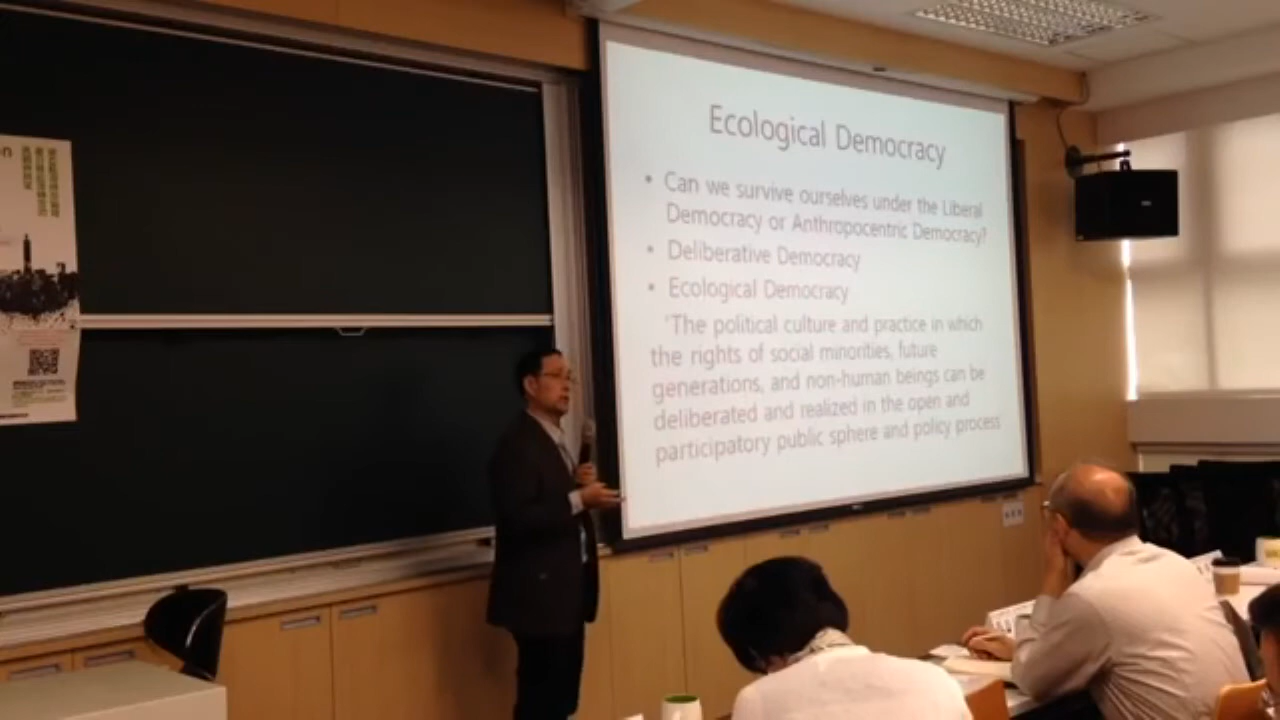 Ecological Democracy
• Can we survive ourselves under the Liberal
Democracy or Anthropocentric Democracy?
• Deliberative Democracy
• Ecological Democracy
'The political culture and practice in which
the rights of social minorities, future
generations, and non-human beings can be
deliberated and realized in the open and
participatory public sphere and policy process